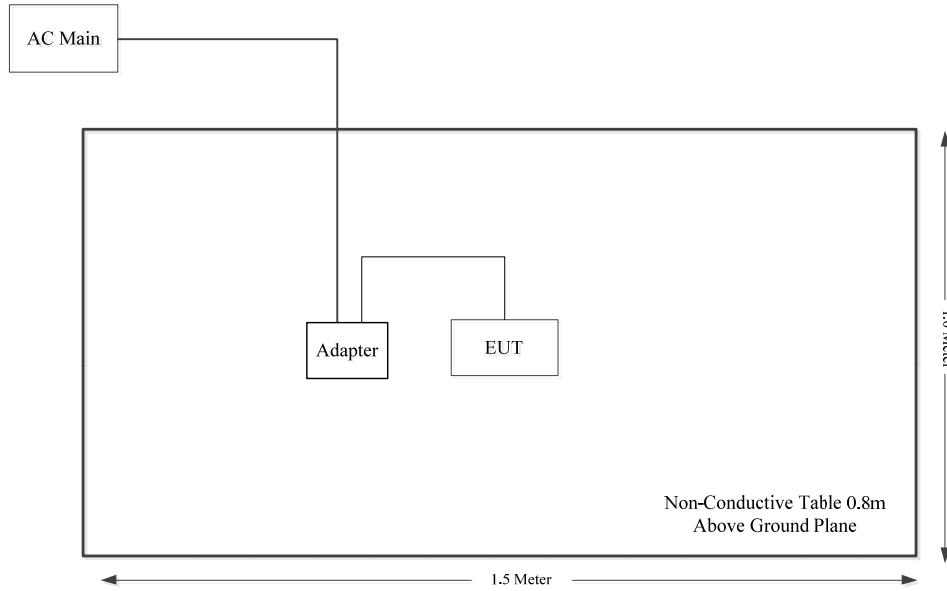 AC Main
Adapter
EUT
Non-Conductive Table 0.8m
Above Ground Plane
1.5 Meter